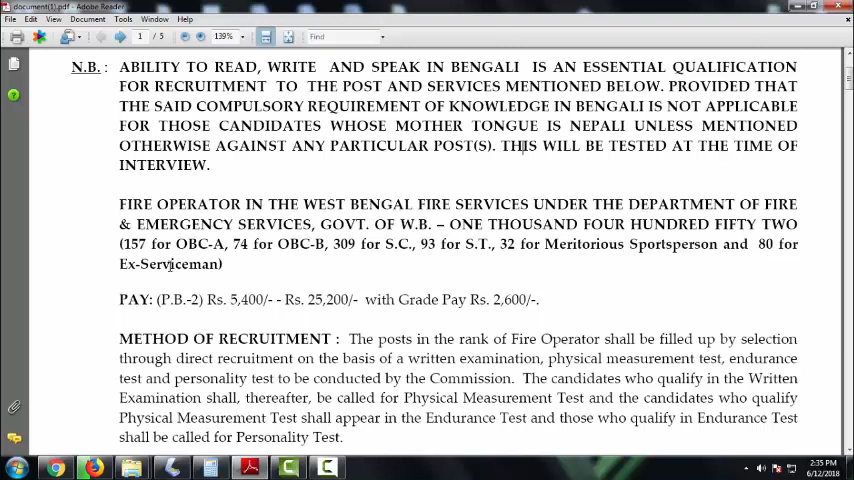 document(1).pdf - Adobe Reader
File Edit View Document Tools Window Help
1 / 5 139% Find
N.B. : ABILITY TO READ, WRITE AND SPEAK IN BENGALI IS AN ESSENTIAL QUALIFICATION
FOR RECRUITMENT TO THE POST AND SERVICES MENTIONED BELOW. PROVIDED THAT
THE SAID COMPULSORY REQUIREMENT OF KNOWLEDGE IN BENGALI IS NOT APPLICABLE
FOR THOSE CANDIDATES WHOSE MOTHER TONGUE IS NEPALI UNLESS MENTIONED
OTHERWISE AGAINST ANY PARTICULAR POST(S). THIS WILL BE TESTED AT THE TIME OF
INTERVIEW.
FIRE OPERATOR IN THE WEST BENGAL FIRE SERVICES UNDER THE DEPARTMENT OF FIRE
& EMERGENCY SERVICES, GOVT. OF W.B. – ONE THOUSAND FOUR HUNDRED FIFTY TWO
(157 for OBC-A, 74 for OBC-B, 309 for S.C., 93 for S.T., 32 for Meritorious Sportsperson and 80 for
Ex-Serviceman)
PAY: (P.B.-2) Rs. 5,400/- - Rs. 25,200/- with Grade Pay Rs. 2,600/-.
METHOD OF RECRUITMENT : The posts in the rank of Fire Operator shall be filled up by selection
through direct recruitment on the basis of a written examination, physical measurement test, endurance
test and personality test to be conducted by the Commission. The candidates who qualify in the Written
Examination shall, thereafter, be called for Physical Measurement Test and the candidates who qualify
Physical Measurement Test shall appear in the Endurance Test and those who qualify in Endurance Test
shall be called for Personality Test.
2:35 PM
6/12/2018